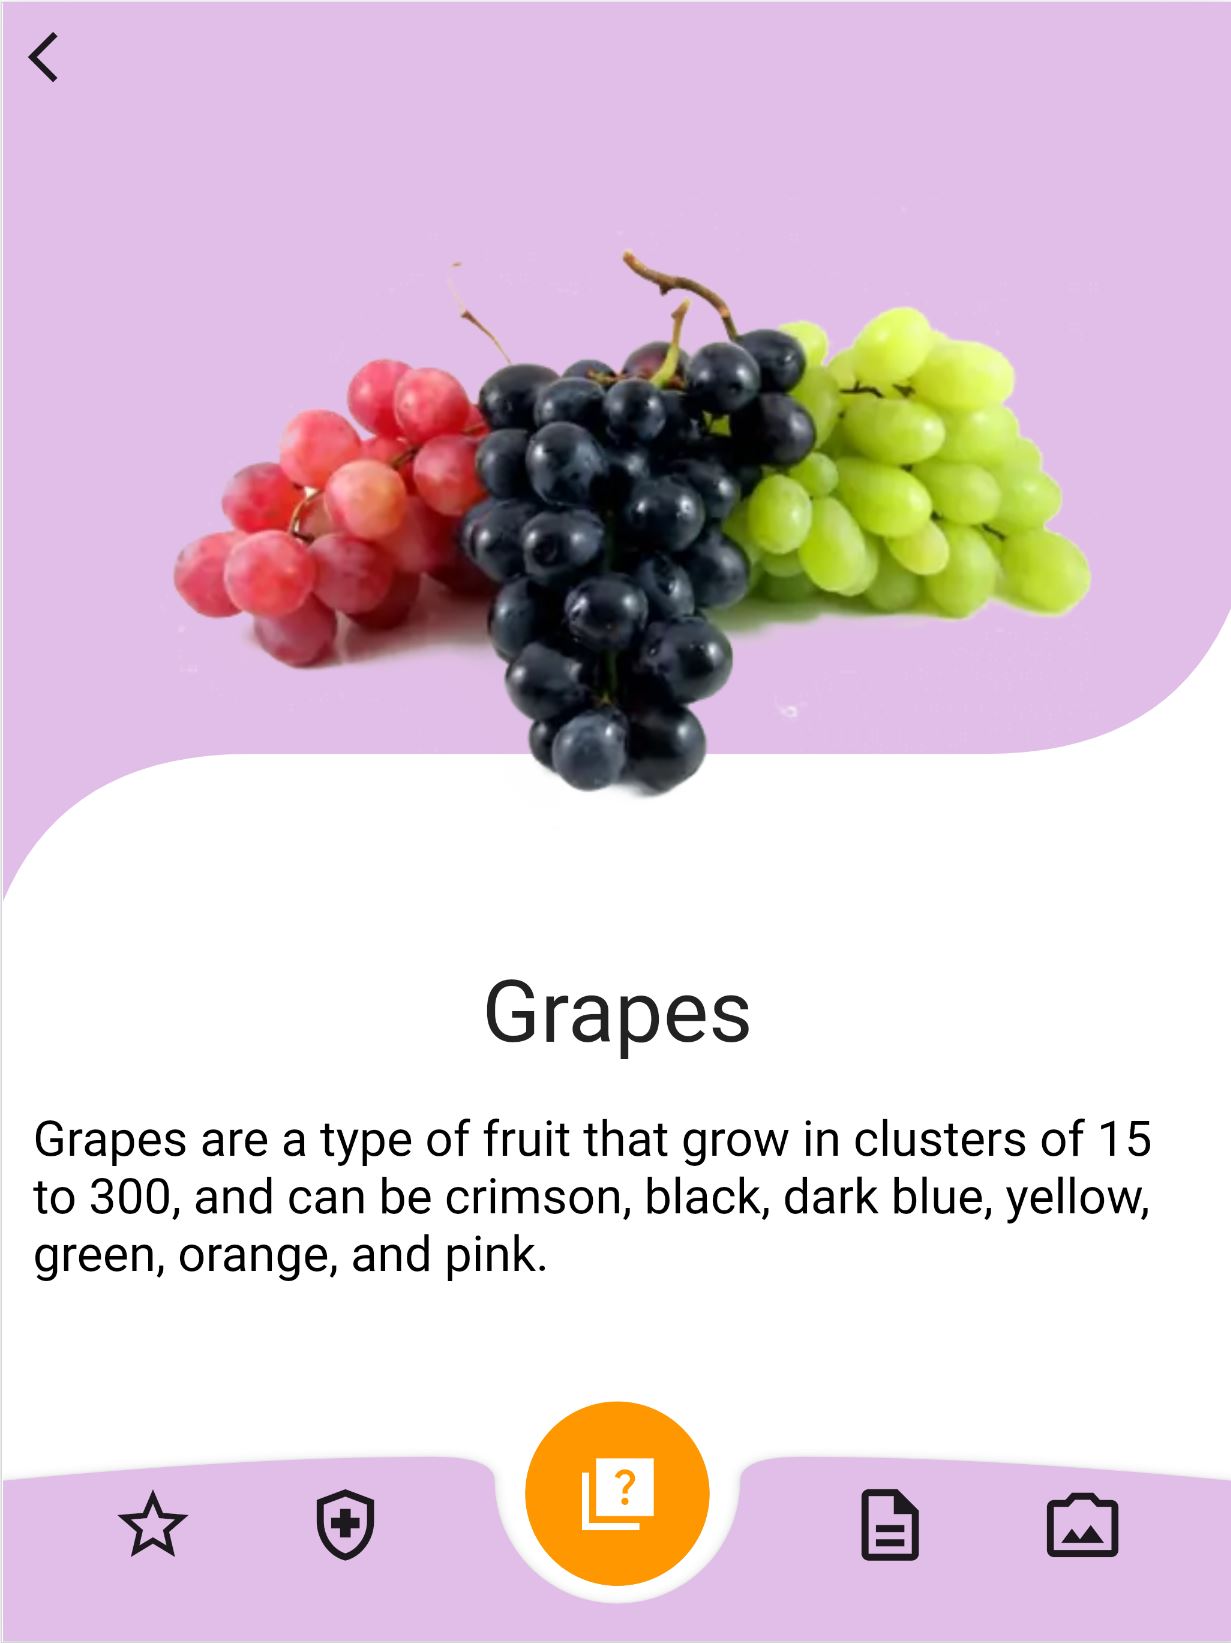 Grapes
Grapes are a type of fruit that grow in clusters of 15
to 300, and can be crimson, black, dark blue, yellow,
green, orange, and pink.
?